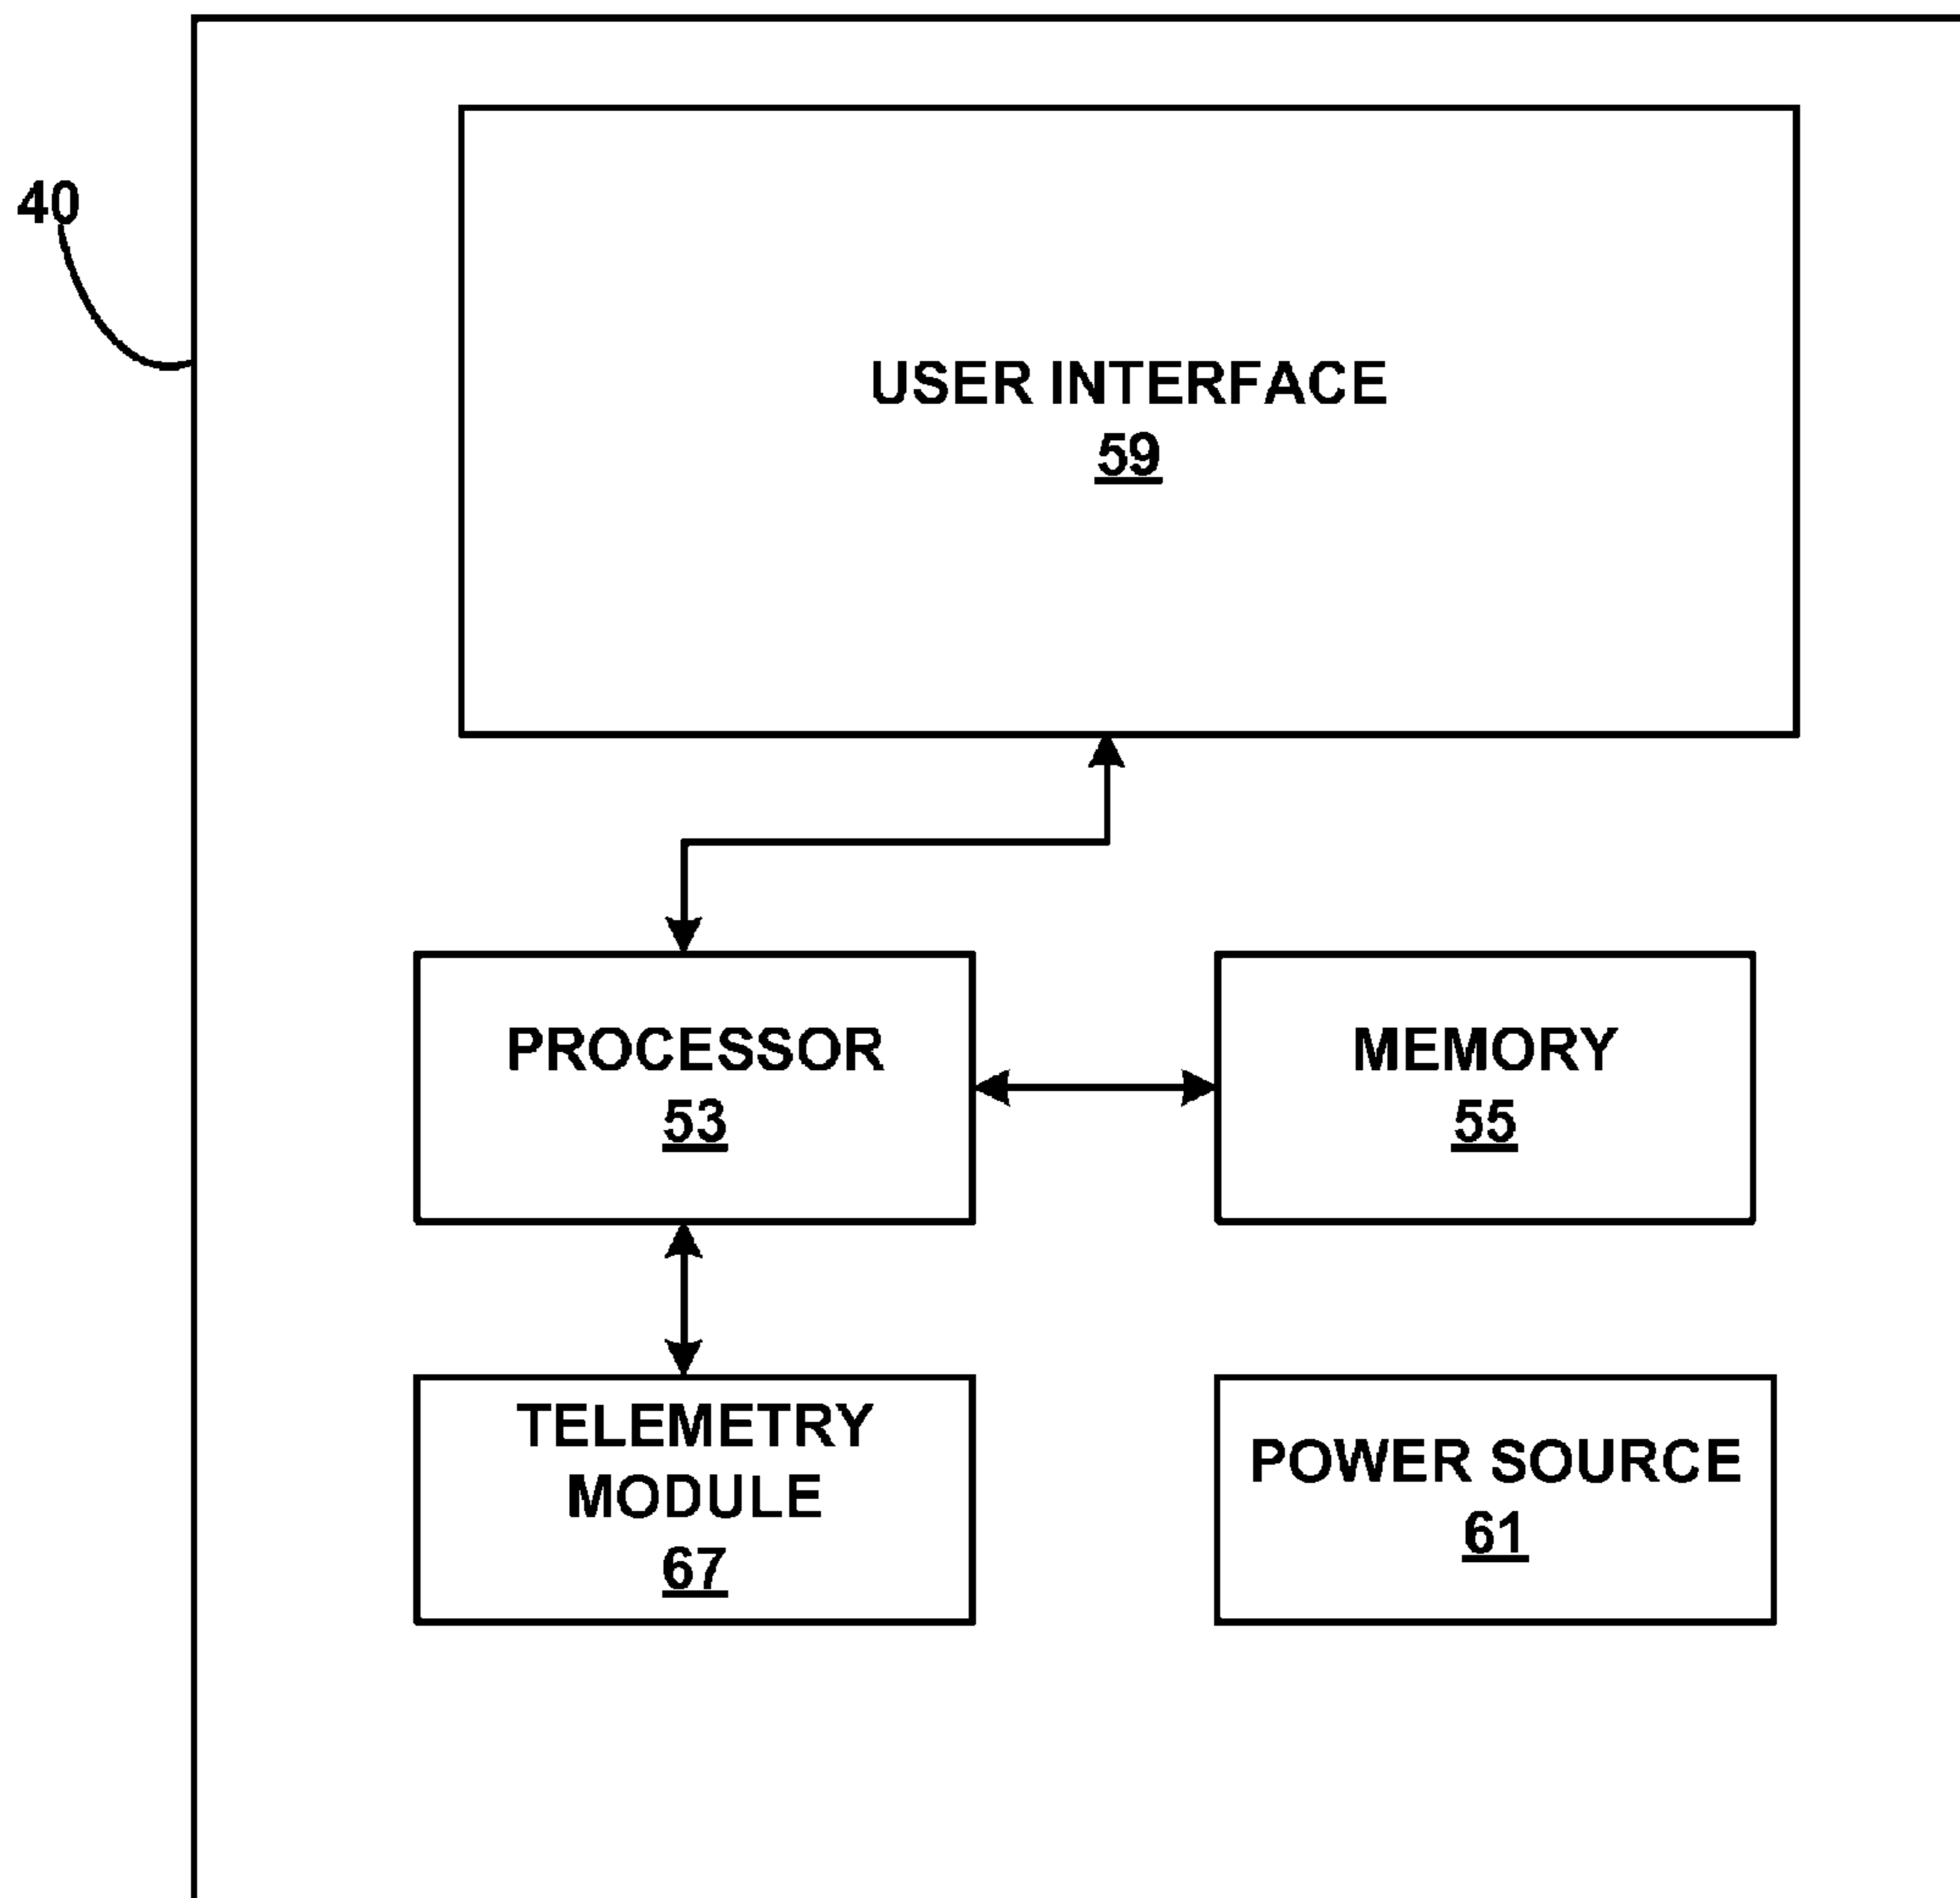 40
USER INTERFACE
59
PROCESSOR
53
MEMORY
55
TELEMETRY
MODULE
67
POWER SOURCE
61